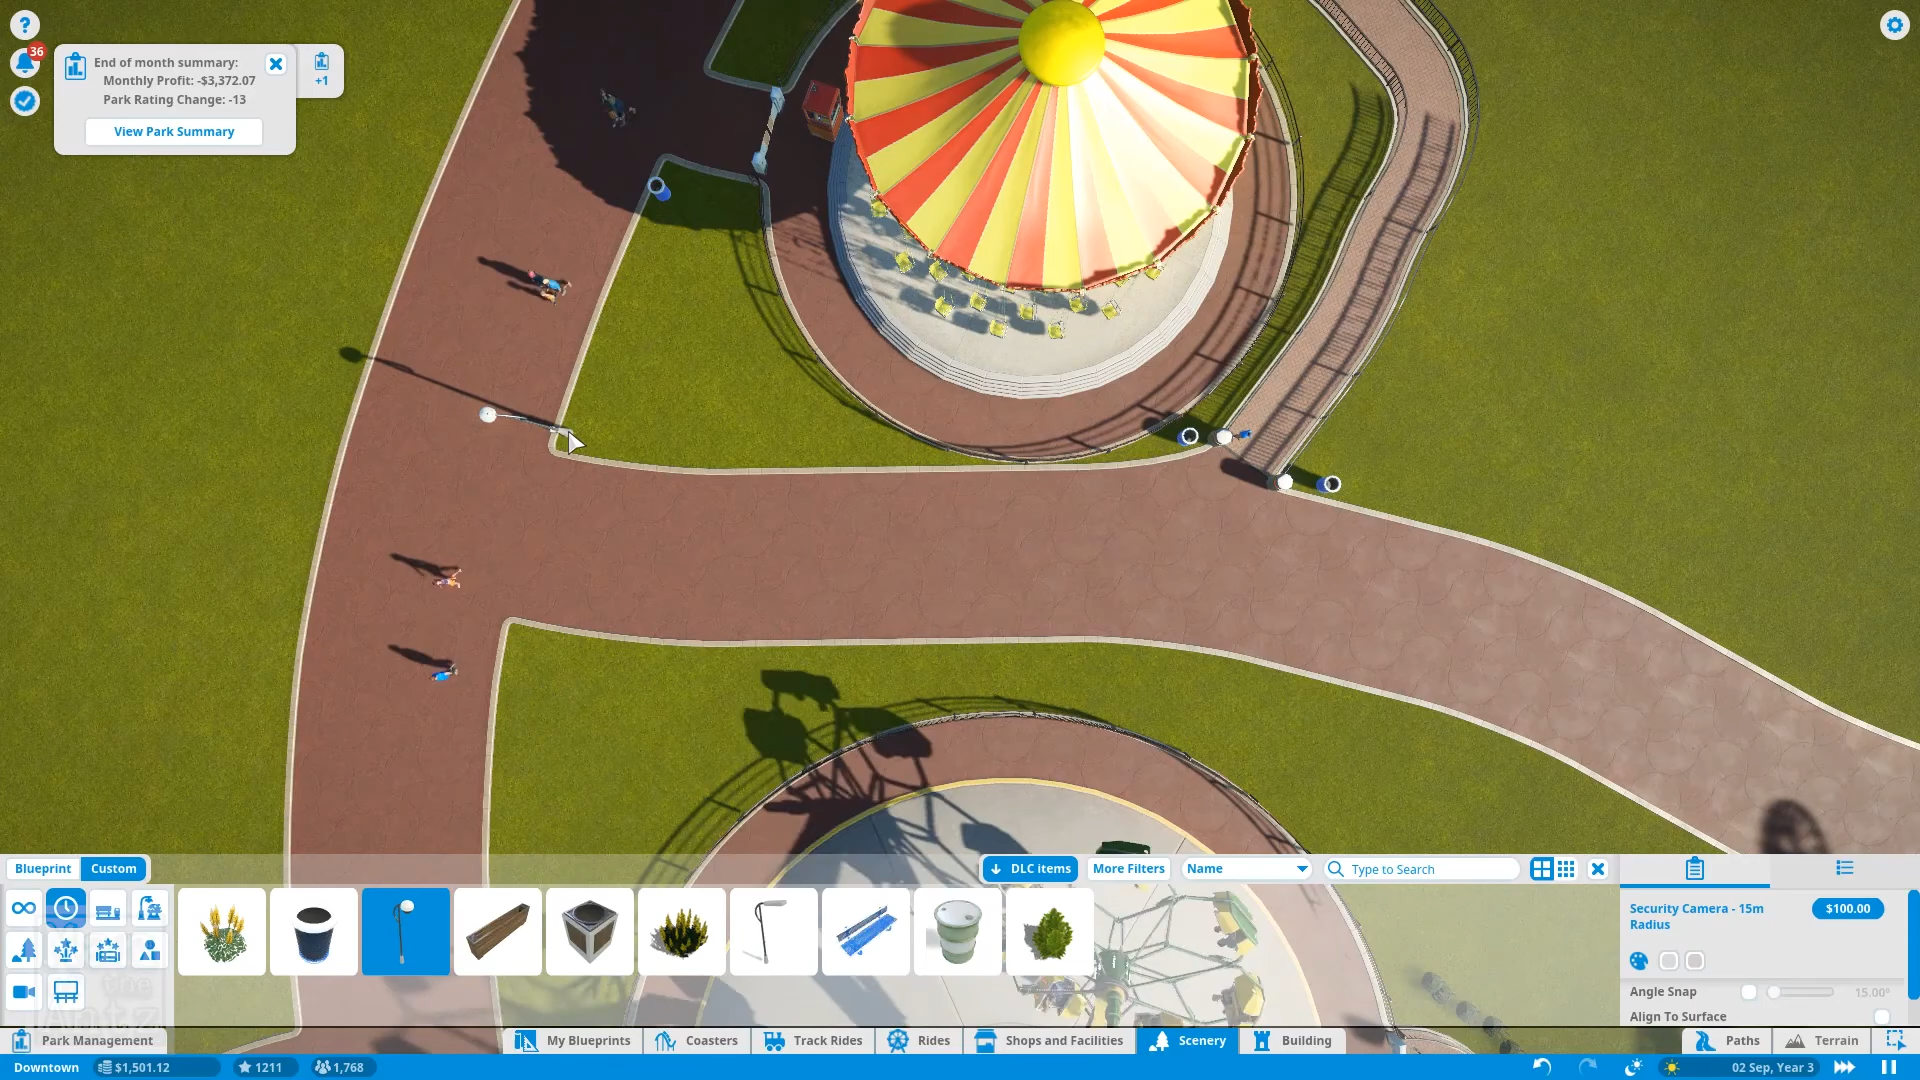 ?
36
End of month summary:
Monthly Profit: -$3,372.07
Park Rating Change: -13
View Park Summary
+1
Blueprint
Custom
DLC items
More Filters
Name
Type to Search
Security Camera - 15m
Radius
$100.00
Angle Snap
15.00°
Align To Surface
Park Management
My Blueprints
Coasters
Track Rides
Rides
Shops and Facilities
Scenery
Building
Paths
Terrain
Downtown
$1,501.12
1211
1,768
02 Sep, Year 3